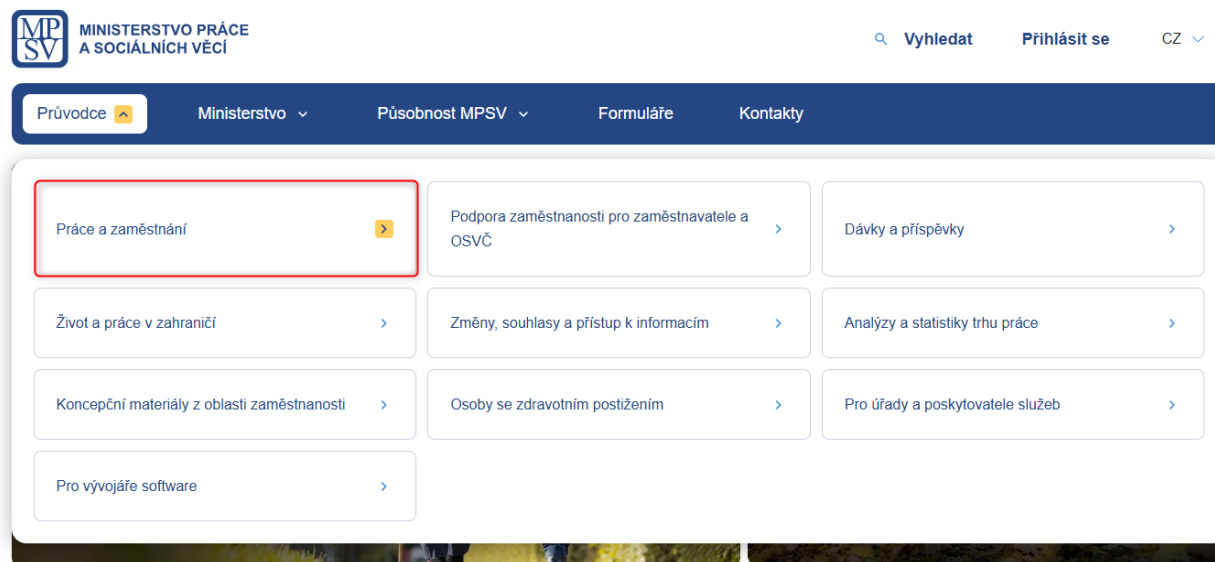 MP
SV
MINISTERSTVO PRÁCE
A SOCIÁLNÍCH VĚCÍ
Vyhledat
Přihlásit se
CZ
Průvodce
Ministerstvo
Působnost MPSV
Formuláře
Kontakty
Práce a zaměstnání
Podpora zaměstnanosti pro zaměstnavatele a
OSVČ
Dávky a příspěvky
Život a práce v zahraničí
Změny, souhlasy a přístup k informacím
Analýzy a statistiky trhu práce
Koncepční materiály z oblasti zaměstnanosti
Osoby se zdravotním postižením
Pro úřady a poskytovatele služeb
Pro vývojáře software